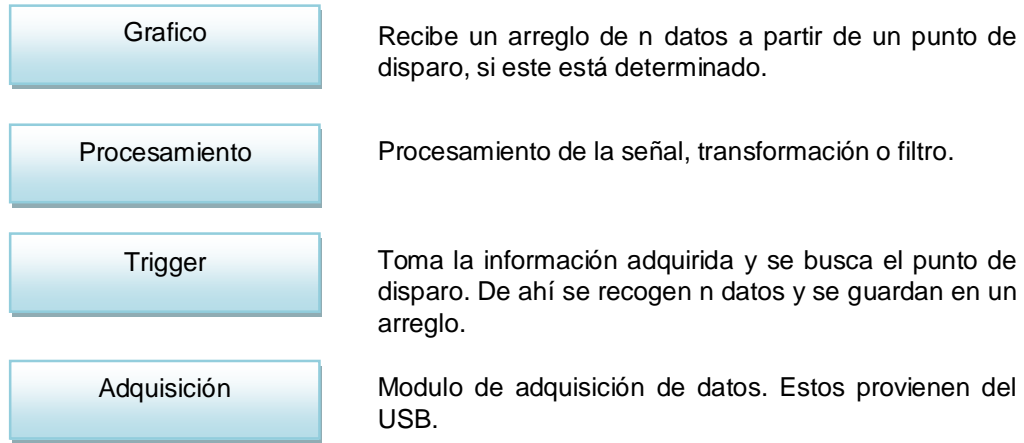 Grafico
Recibe un arreglo de n datos a partir de un punto de
disparo, si este está determinado.
Procesamiento
Procesamiento de la señal, transformación o filtro.
Trigger
Toma la información adquirida y se busca el punto de
disparo. De ahí se recogen n datos y se guardan en un
arreglo.
Adquisición
Modulo de adquisición de datos. Estos provienen del
USB.